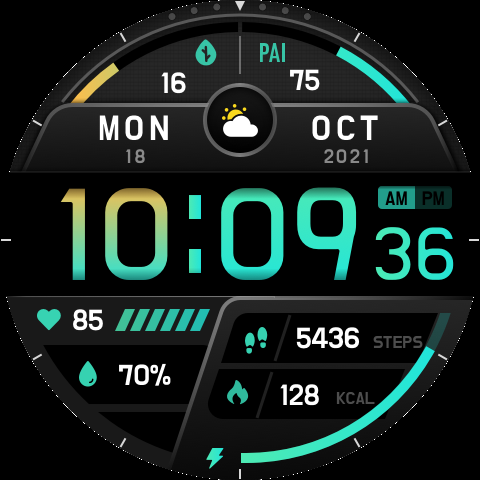 PAI
16 75
MON OCT
18 2021
10:09 AM PM
36
85
5436 STEPS
70%
128 KCAL